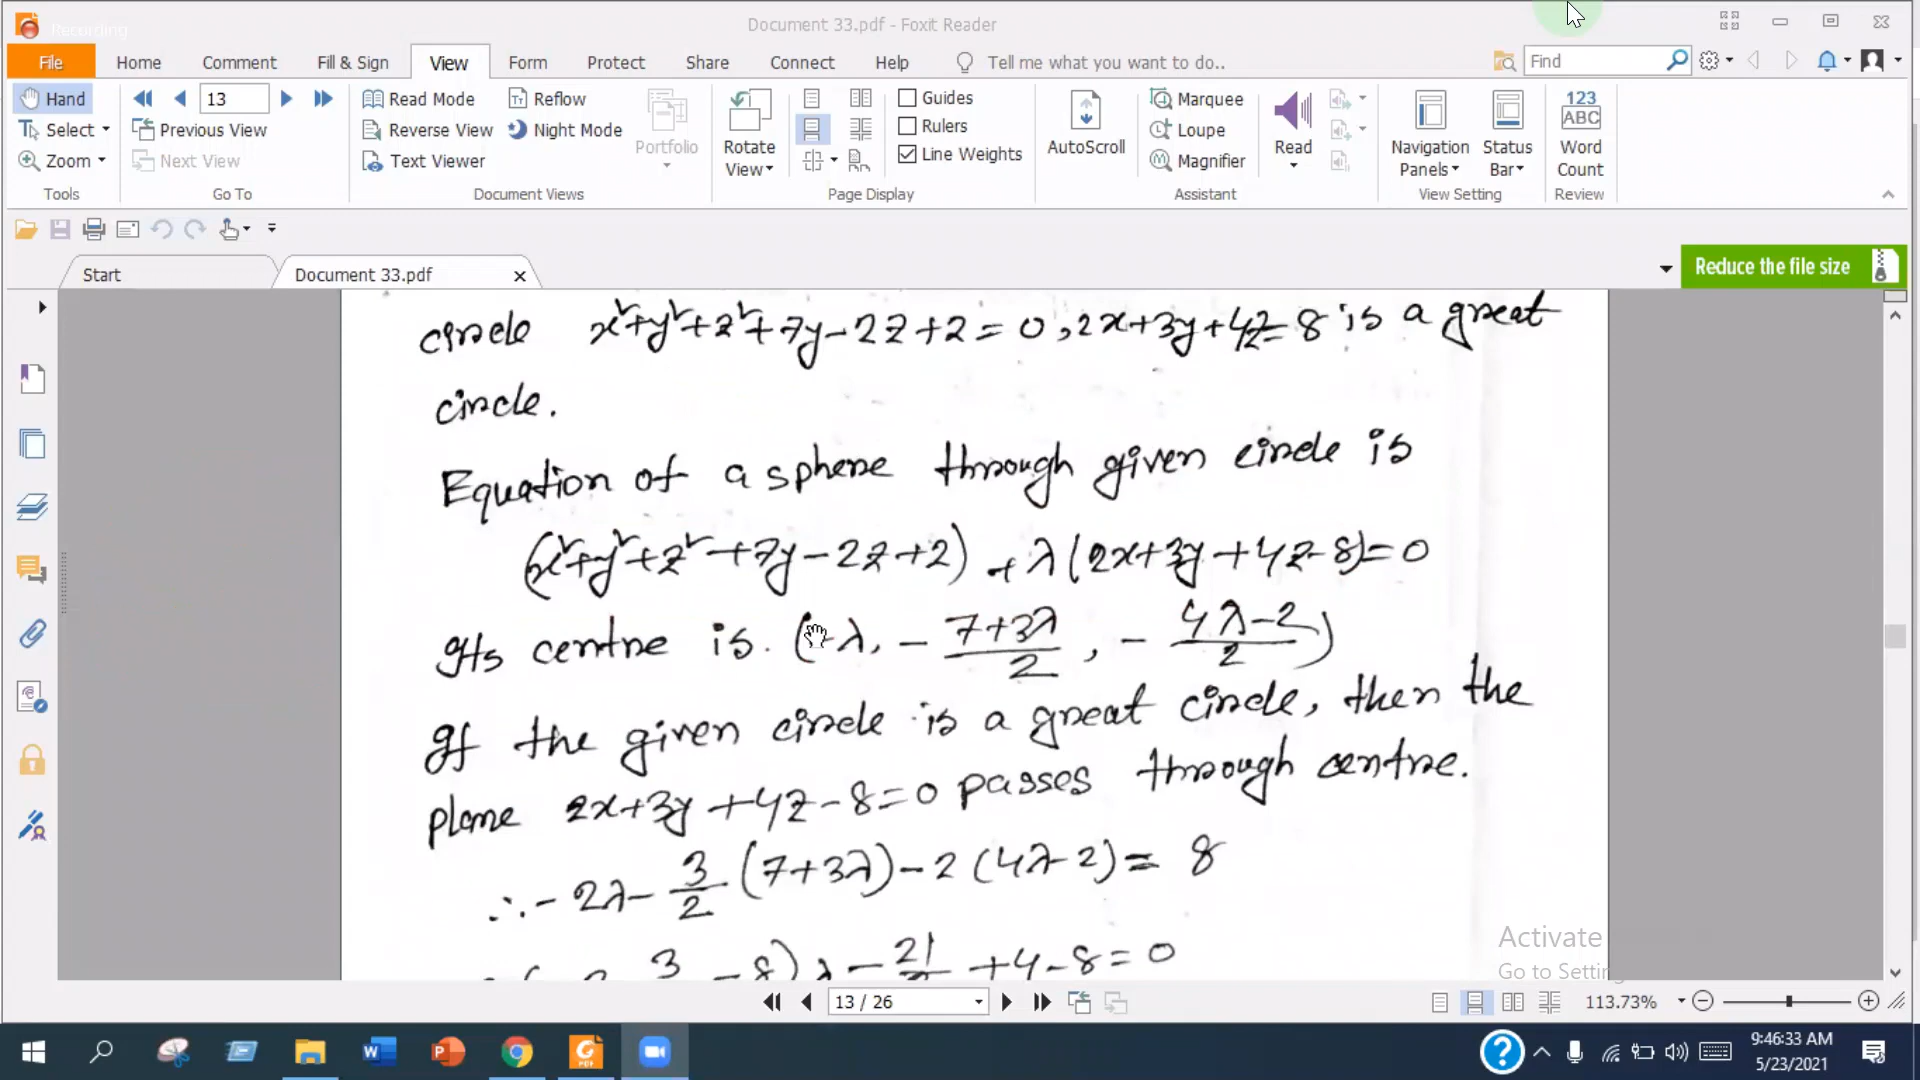 Recording
Document 33.pdf - Foxit Reader
File Home Comment Fill & Sign View Form Protect Share Connect Help Tell me what you want to do.. Find
Hand 13 Read Mode Reflow Guides Marquee
Select Previous View Reverse View Night Mode Portfolio Rotate View Rulers AutoScroll Loupe Read Navigation Panels Status Bar 123 ABC Word Count
Zoom Next View Text Viewer Line Weights Magnifier
Tools Go To Document Views Page Display Assistant View Setting Review
Start Document 33.pdf Reduce the file size
circle x²+y²+z²+7y-2z+2=0, 2x+3y+4z=8 is a great
circle.
Equation of a sphere through given circle is
(x²+y²+z²+7y-2z+2)+λ(2x+3y+4z-8)=0
Its centre is. (-λ, -(7+3λ)/2, -(4λ-2)/2)
If the given circle is a great circle, then the
plane 2x+3y+4z-8=0 passes through centre.
∴ -2λ - 3/2 (7+3λ) - 2(4λ-2) = 8
-8)λ - 21/2 + 4 - 8 = 0
Activate
Go to Settin
13 / 26 113.73%
9:46:33 AM
5/23/2021